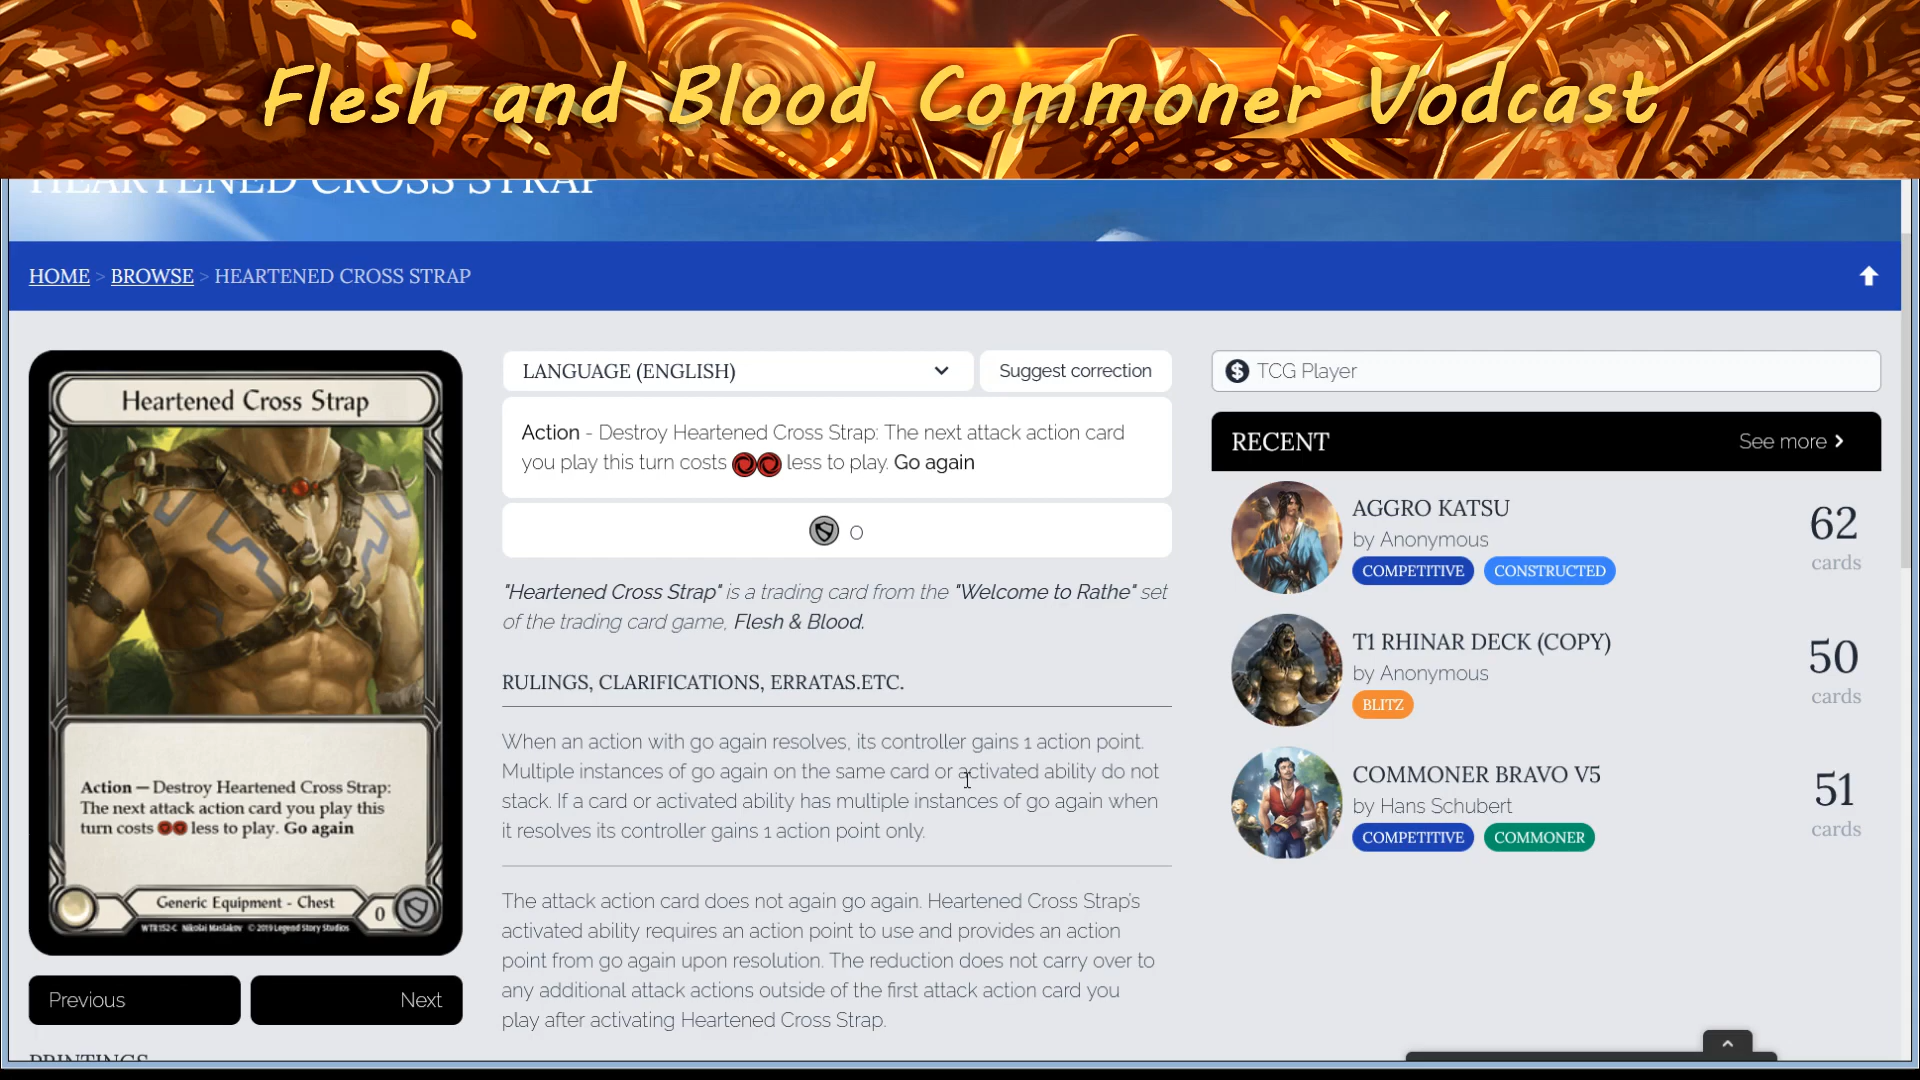 Flesh and Blood Commoner Vodcast
HEARTENED CROSS STRAP
HOME > BROWSE > HEARTENED CROSS STRAP
Heartened Cross Strap
Action — Destroy Heartened Cross Strap:
The next attack action card you play this
turn costs less to play. Go again
Generic Equipment - Chest
0
WTR152-C Nikolai Maslakov © 2019 Legend Story Studios
Previous
Next
PRINTINGS
LANGUAGE (ENGLISH)
Suggest correction
Action - Destroy Heartened Cross Strap: The next attack action card
you play this turn costs less to play. Go again
0
"Heartened Cross Strap" is a trading card from the "Welcome to Rathe" set
of the trading card game, Flesh & Blood.
RULINGS, CLARIFICATIONS, ERRATAS.ETC.
When an action with go again resolves, its controller gains 1 action point.
Multiple instances of go again on the same card or activated ability do not
stack. If a card or activated ability has multiple instances of go again when
it resolves its controller gains 1 action point only.
The attack action card does not again go again. Heartened Cross Strap's
activated ability requires an action point to use and provides an action
point from go again upon resolution. The reduction does not carry over to
any additional attack actions outside of the first attack action card you
play after activating Heartened Cross Strap.
$ TCG Player
RECENT
See more
AGGRO KATSU
by Anonymous
COMPETITIVE CONSTRUCTED
62
cards
T1 RHINAR DECK (COPY)
by Anonymous
BLITZ
50
cards
COMMONER BRAVO V5
by Hans Schubert
COMPETITIVE COMMONER
51
cards